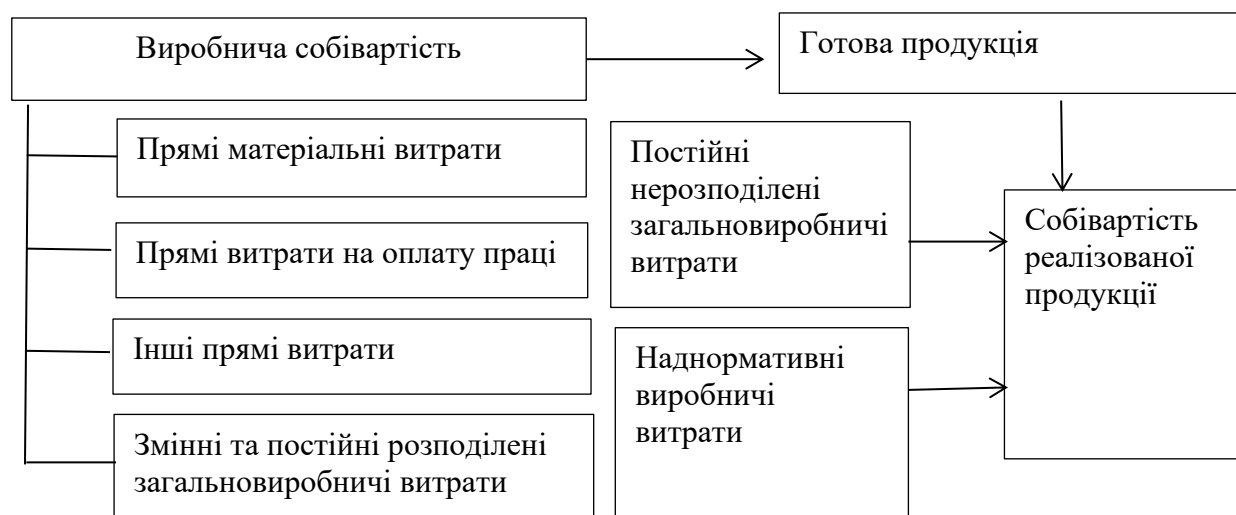 Виробнича собівартість
Готова продукція
Прямі матеріальні витрати
Прямі витрати на оплату праці
Інші прямі витрати
Змінні та постійні розподілені
загальновиробничі витрати
Постійні
нерозподілені
загальновиробничі
витрати
Наднормативні
виробничі
витрати
Собівартість
реалізованої
продукції